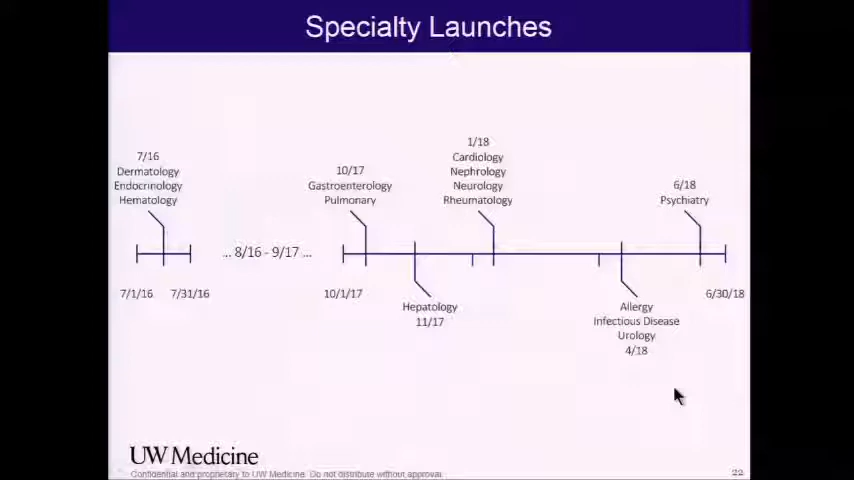 Specialty Launches
7/16
Dermatology
Endocrinology
Hematology
10/17
Gastroenterology
Pulmonary
1/18
Cardiology
Nephrology
Neurology
Rheumatology
6/18
Psychiatry
... 8/16 - 9/17 ...
7/1/16
7/31/16
10/1/17
6/30/18
Hepatology
11/17
Allergy
Infectious Disease
Urology
4/18
UW Medicine
Confidential and proprietary to UW Medicine. Do not distribute without approval.
22